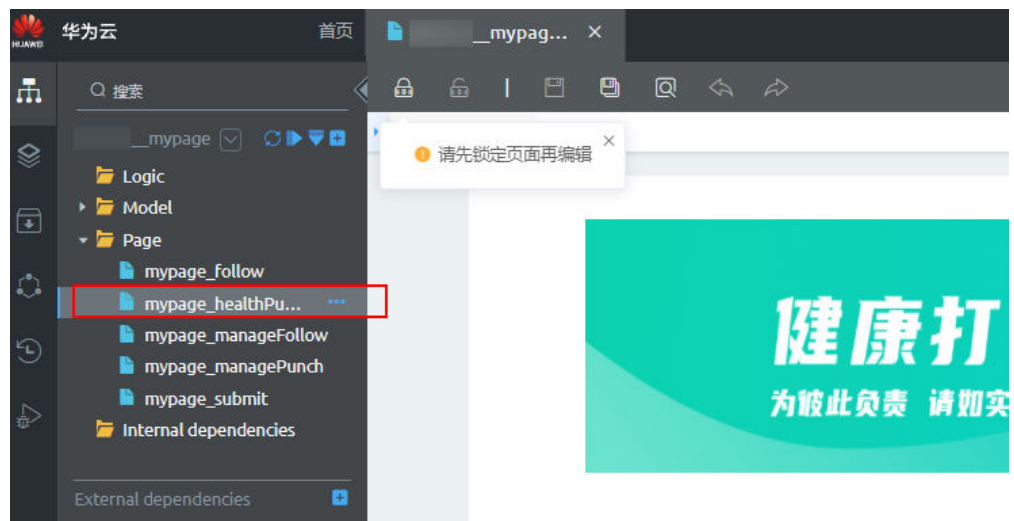 HUAWEI
华为云
首页
__mypag...
搜索
__mypage
请先锁定页面再编辑
Logic
Model
Page
mypage_follow
mypage_healthPu...
mypage_manageFollow
mypage_managePunch
mypage_submit
Internal dependencies
External dependencies
健康打
为彼此负责 请如实